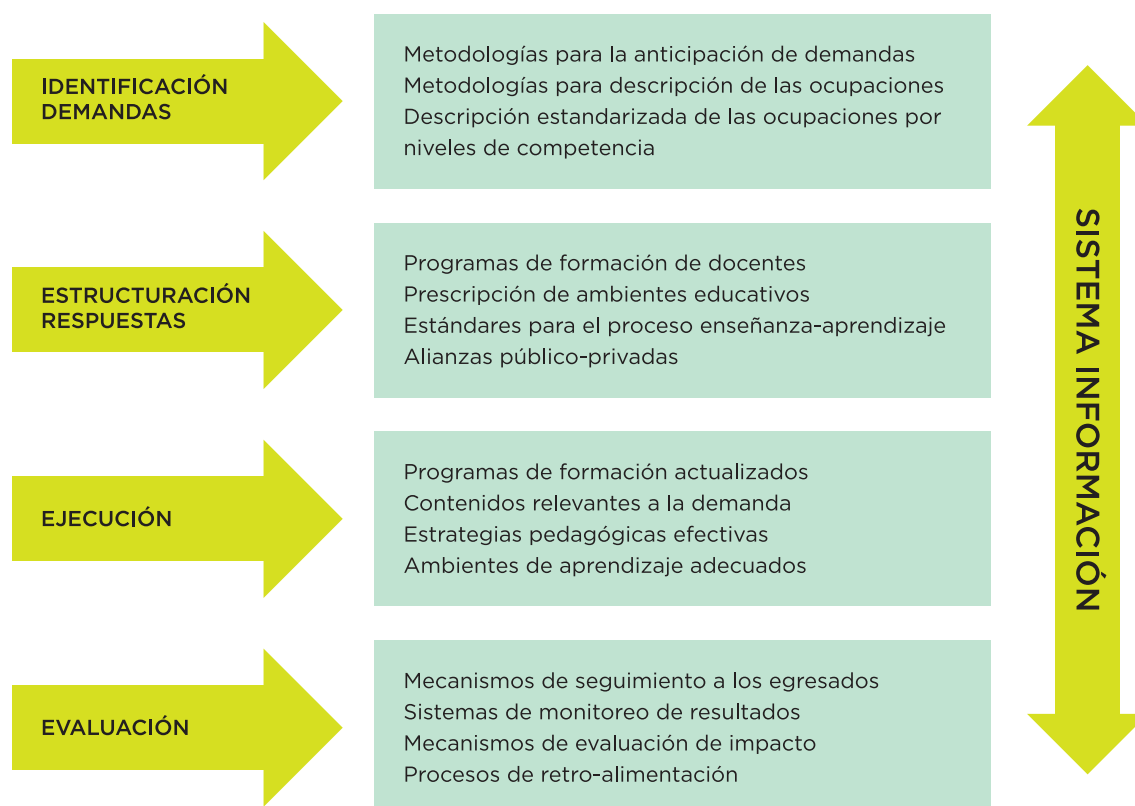 IDENTIFICACIÓN
DEMANDAS
Metodologías para la anticipación de demandas
Metodologías para descripción de las ocupaciones
Descripción estandarizada de las ocupaciones por
niveles de competencia
ESTRUCTURACIÓN
RESPUESTAS
Programas de formación de docentes
Prescripción de ambientes educativos
Estándares para el proceso enseñanza-aprendizaje
Alianzas público-privadas
EJECUCIÓN
Programas de formación actualizados
Contenidos relevantes a la demanda
Estrategias pedagógicas efectivas
Ambientes de aprendizaje adecuados
EVALUACIÓN
Mecanismos de seguimiento a los egresados
Sistemas de monitoreo de resultados
Mecanismos de evaluación de impacto
Procesos de retro-alimentación
SISTEMA INFORMACIÓN